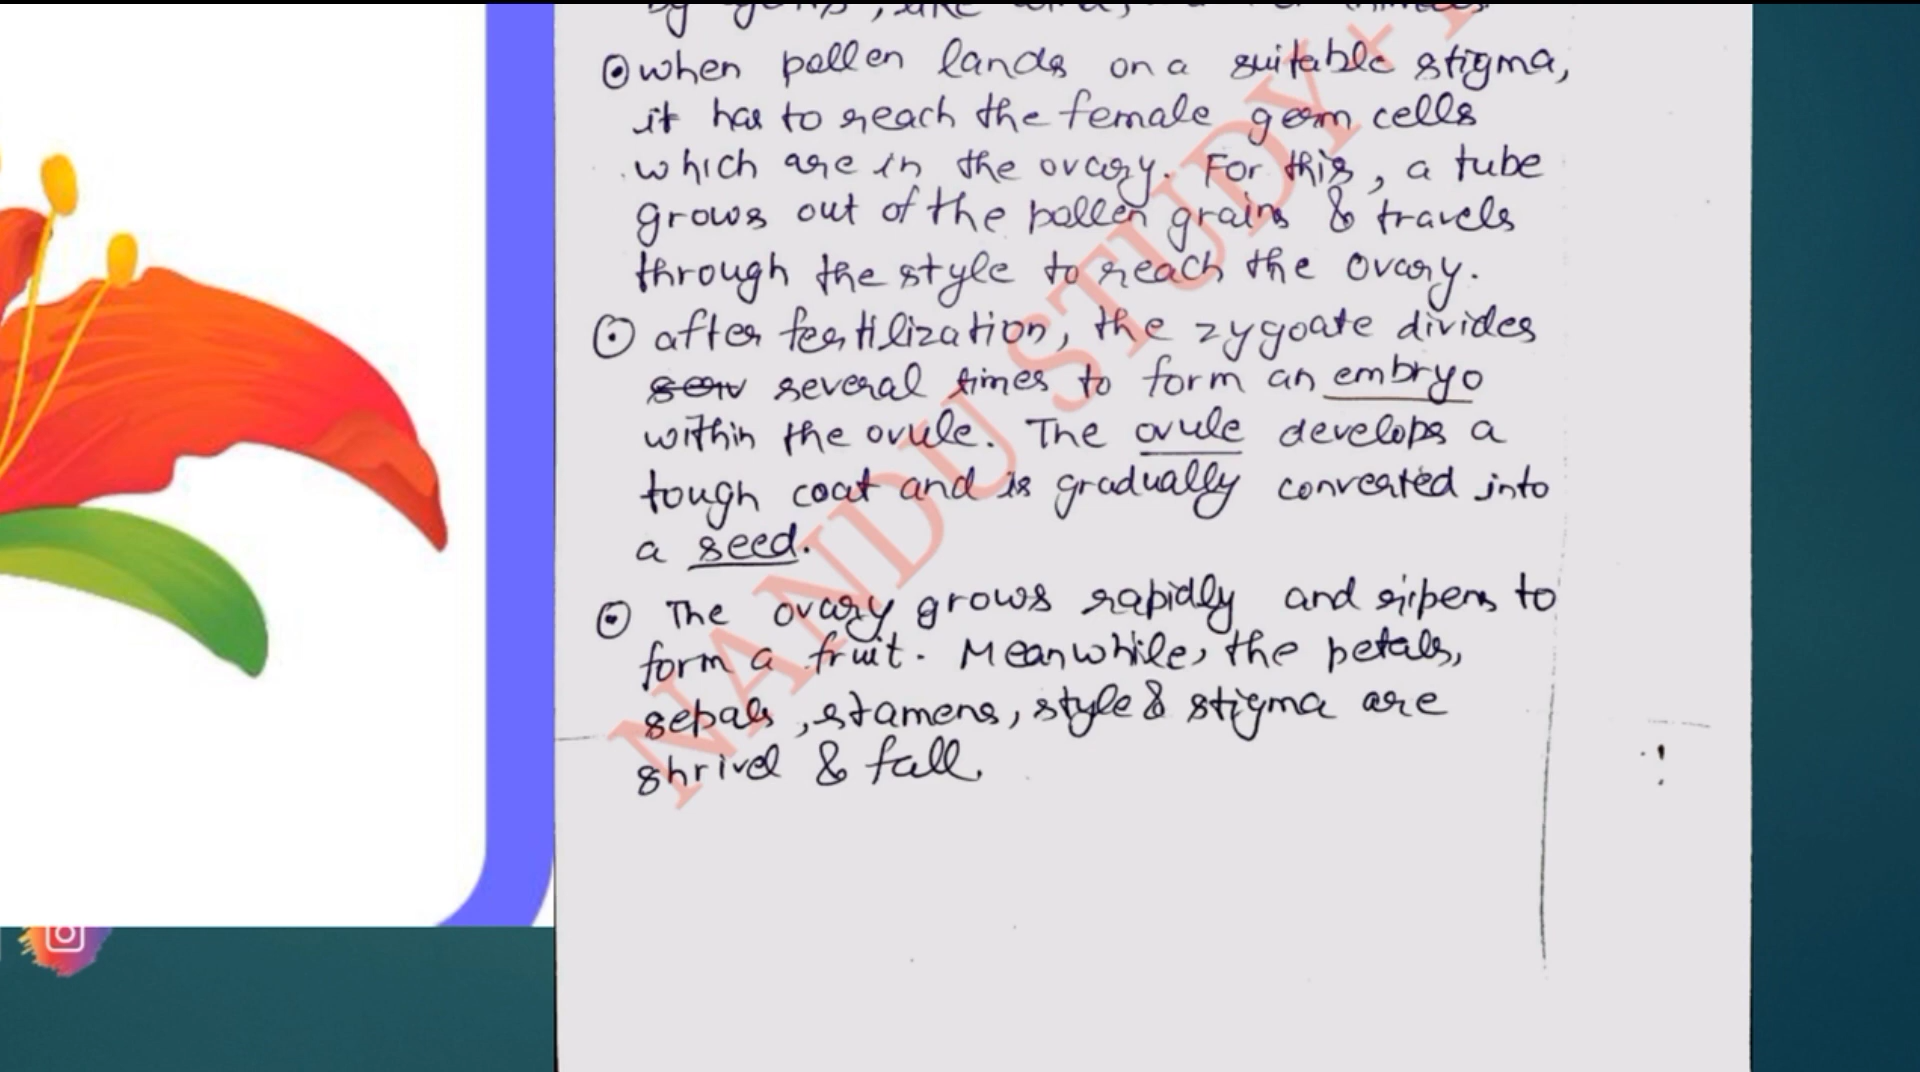 ⊙ when pollen lands on a suitable stigma,
it has to reach the female germ cells
which are in the ovary. For this, a tube
grows out of the pollen grains & travels
through the style to reach the ovary.
⊙ after fertilization, the zygoate divides
several times to form an embryo
within the ovule. The ovule develops a
tough coat and is gradually converted into
a seed.
⊙ The ovary grows rapidly and ripens to
form a fruit. Meanwhile, the petals,
sepals, stamens, style & stigma are
shrivel & fall.
NANDU STUDY+